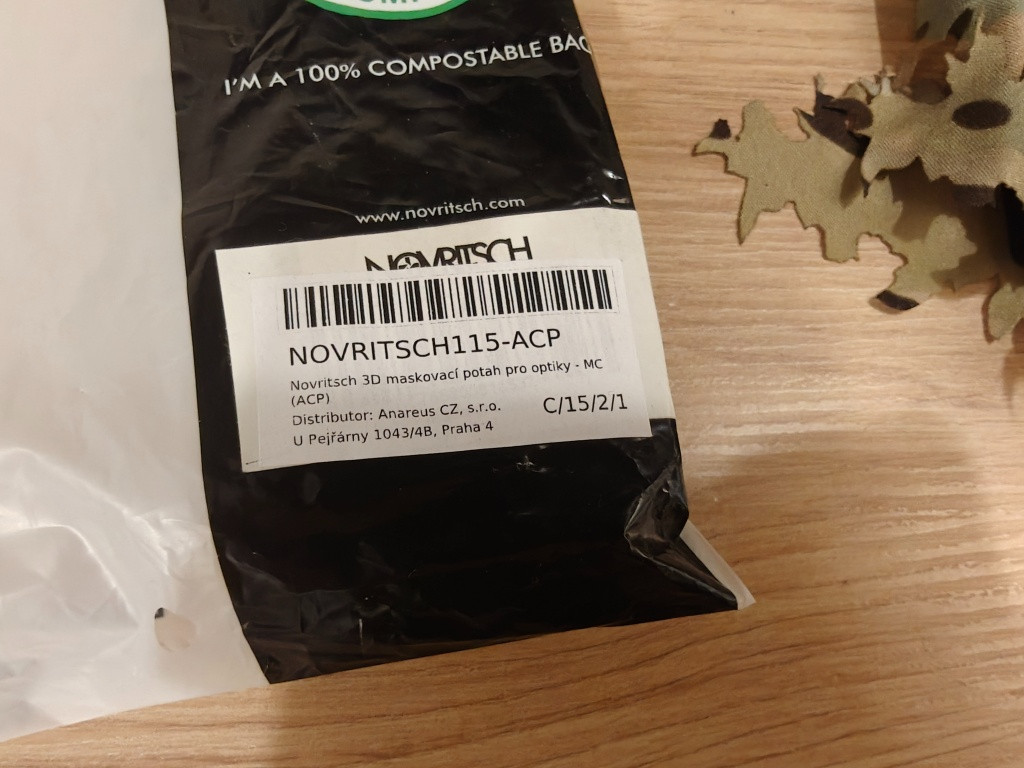 I'M A 100% COMPOSTABLE BAG
www.novritsch.com
NOVRITSCH
NOVRITSCH115-ACP
Novritsch 3D maskovací potah pro optiky - MC
(ACP)
Distributor: Anareus CZ, s.r.o.
C/15/2/1
U Pejřárny 1043/4B, Praha 4